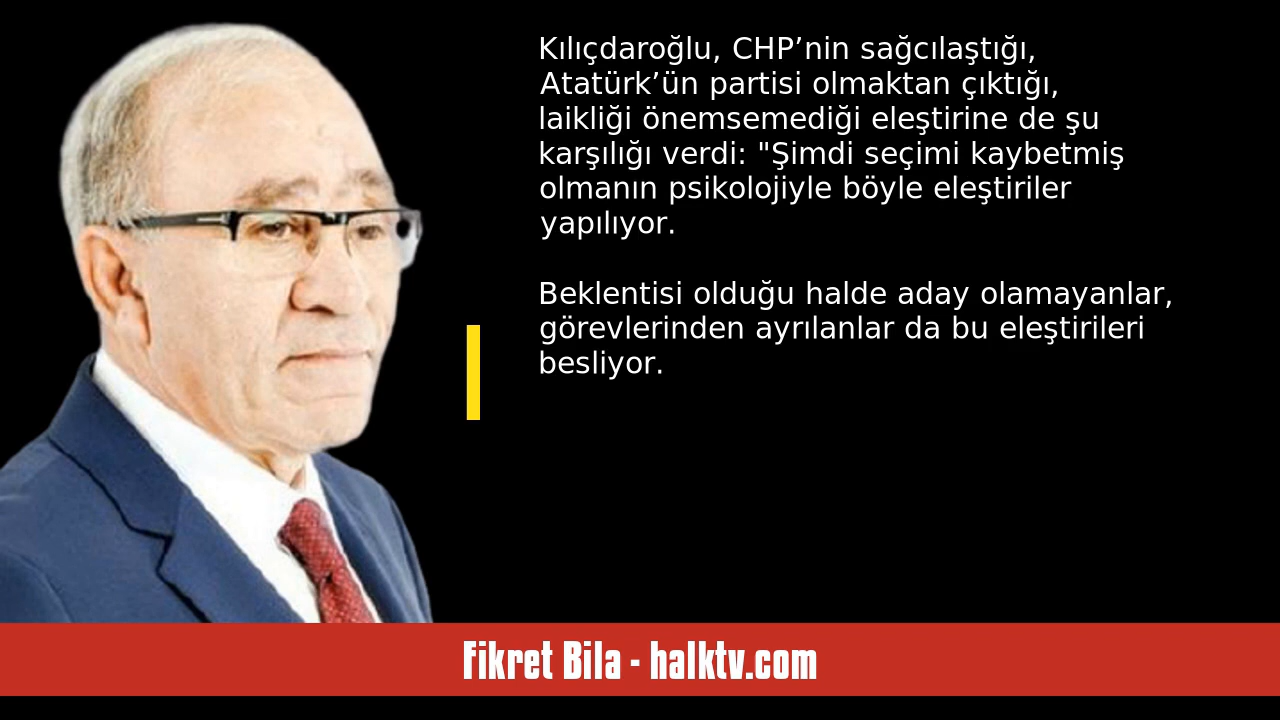 Kılıçdaroğlu, CHP’nin sağcılaştığı,
Atatürk’ün partisi olmaktan çıktığı,
laikliği önemsemediği eleştirine de şu
karşılığı verdi: "Şimdi seçimi kaybetmiş
olmanın psikolojiyle böyle eleştiriler
yapılıyor.
Beklentisi olduğu halde aday olamayanlar,
görevlerinden ayrılanlar da bu eleştirileri
besliyor.
Fikret Bila - halktv.com